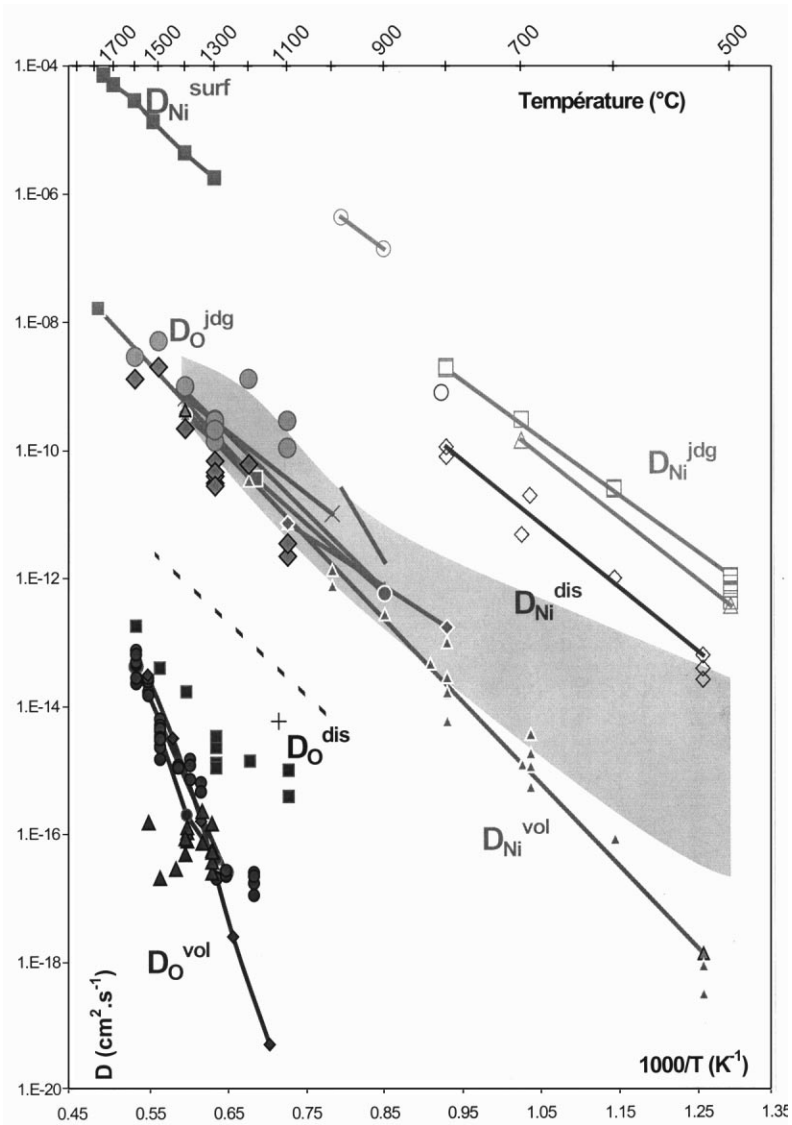 1700 1500 1300 1100 900 700 500
1.E-04
D_Ni^surf
Température (°C)
1.E-06
1.E-08
D_O^jdg
1.E-10
D_Ni^jdg
1.E-12
D_Ni^dis
1.E-14
D_O^dis
1.E-16
D_Ni^vol
D_O^vol
1.E-18
D (cm².s⁻¹)
1000/T (K⁻¹)
1.E-20
0.45 0.55 0.65 0.75 0.85 0.95 1.05 1.15 1.25 1.35